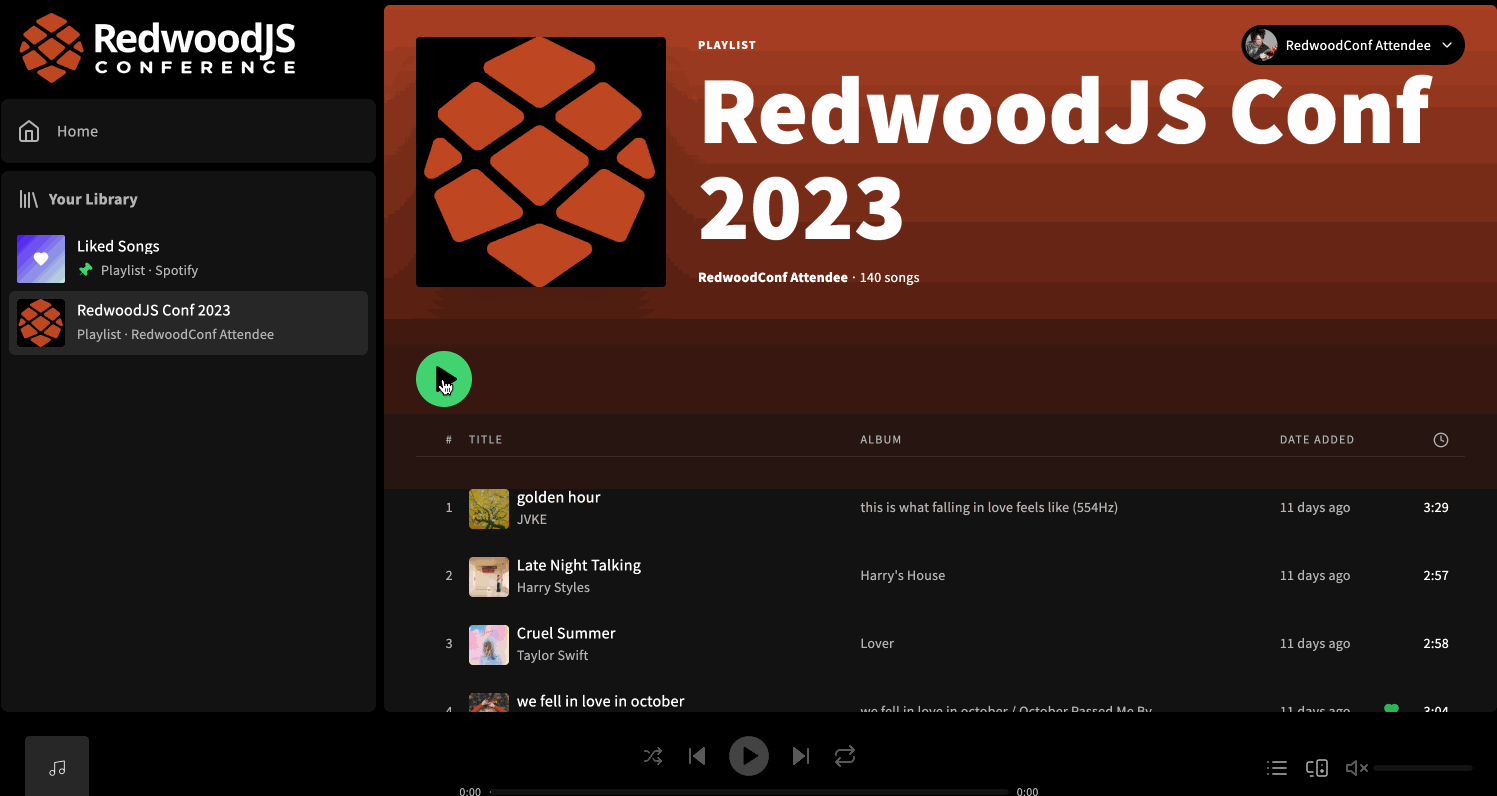 RedwoodJS
CONFERENCE
Home
Your Library
Liked Songs
Playlist · Spotify
RedwoodJS Conf 2023
Playlist · RedwoodConf Attendee
PLAYLIST
RedwoodConf Attendee
RedwoodJS Conf
2023
RedwoodConf Attendee · 140 songs
# TITLE ALBUM DATE ADDED
1 golden hour this is what falling in love feels like (554Hz) 11 days ago 3:29
JVKE
2 Late Night Talking Harry's House 11 days ago 2:57
Harry Styles
3 Cruel Summer Lover 11 days ago 2:58
Taylor Swift
4 we fell in love in october we fell in love in october / October Passed Me By 11 days ago 3:04
0:00 0:00